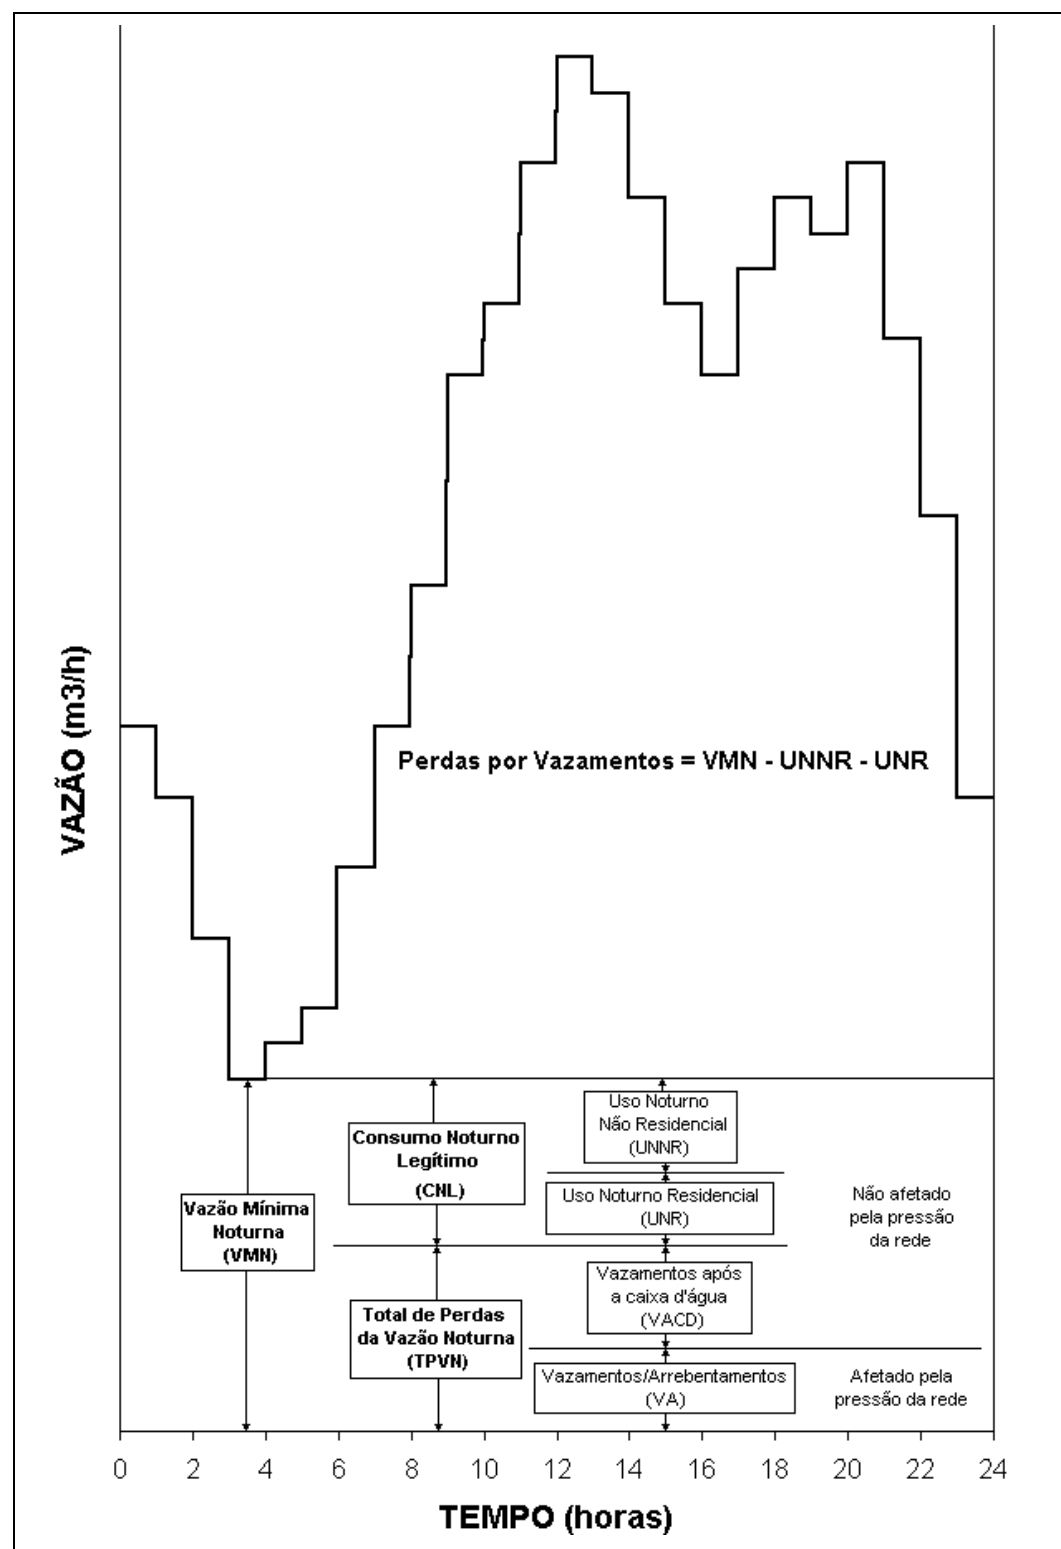 VAZÃO (m3/h)
Perdas por Vazamentos = VMN - UNNR - UNR
Vazão Mínima
Noturna
(VMN)
Consumo Noturno
Legítimo
(CNL)
Total de Perdas
da Vazão Noturna
(TPVN)
Uso Noturno
Não Residencial
(UNNR)
Uso Noturno Residencial
(UNR)
Vazamentos após
a caixa d'água
(VACD)
Vazamentos/Arrebentamentos
(VA)
Não afetado
pela pressão
da rede
Afetado pela
pressão da rede
0 2 4 6 8 10 12 14 16 18 20 22 24
TEMPO (horas)